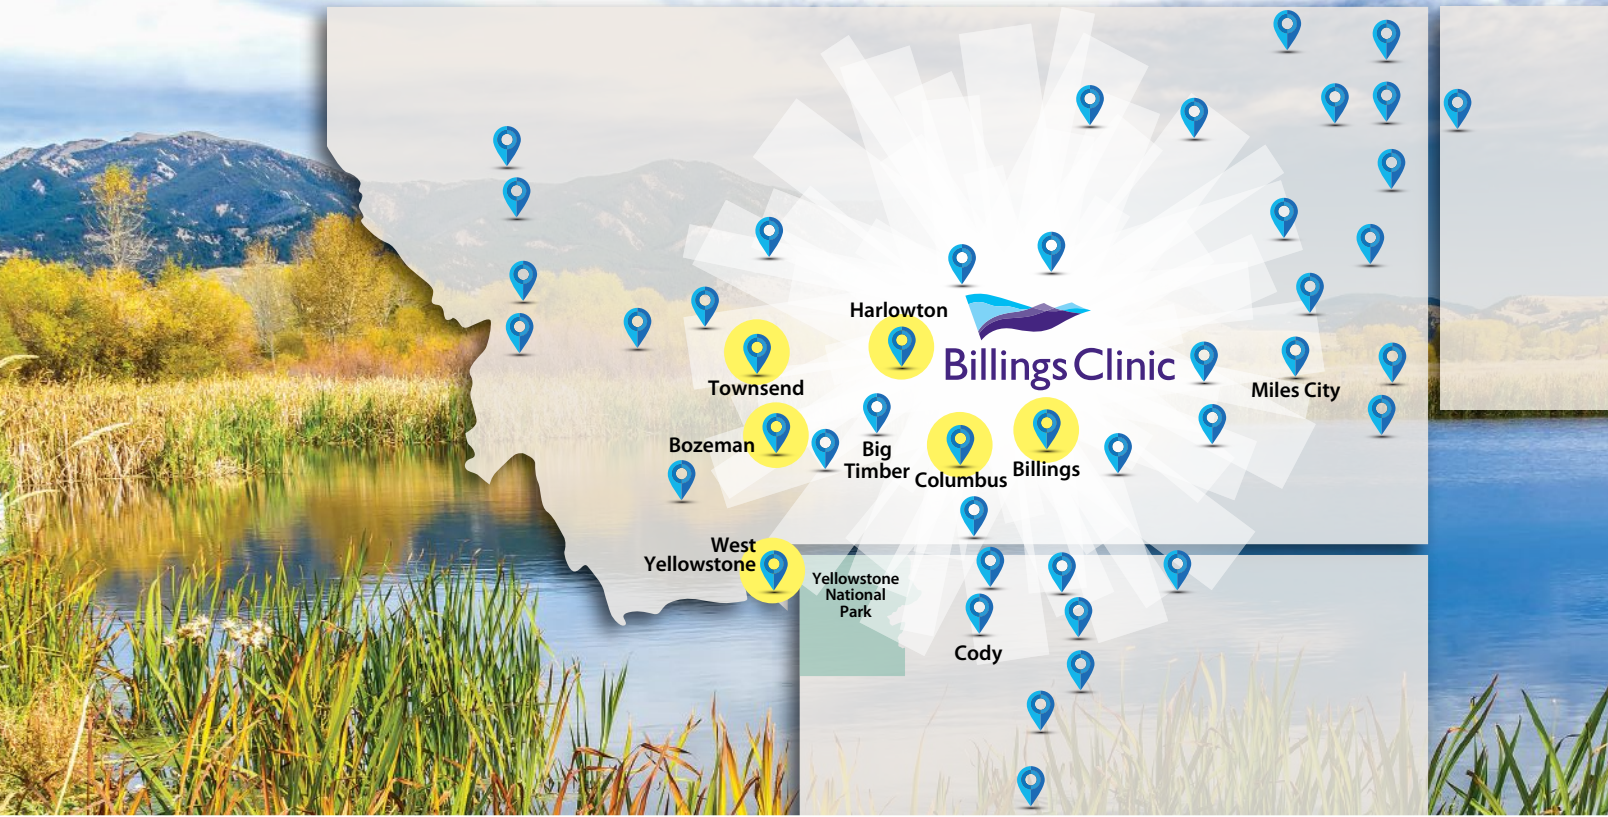 Harlowton
Billings Clinic
Townsend
Miles City
Bozeman
Big
Timber
Columbus
Billings
West
Yellowstone
Yellowstone
National
Park
Cody